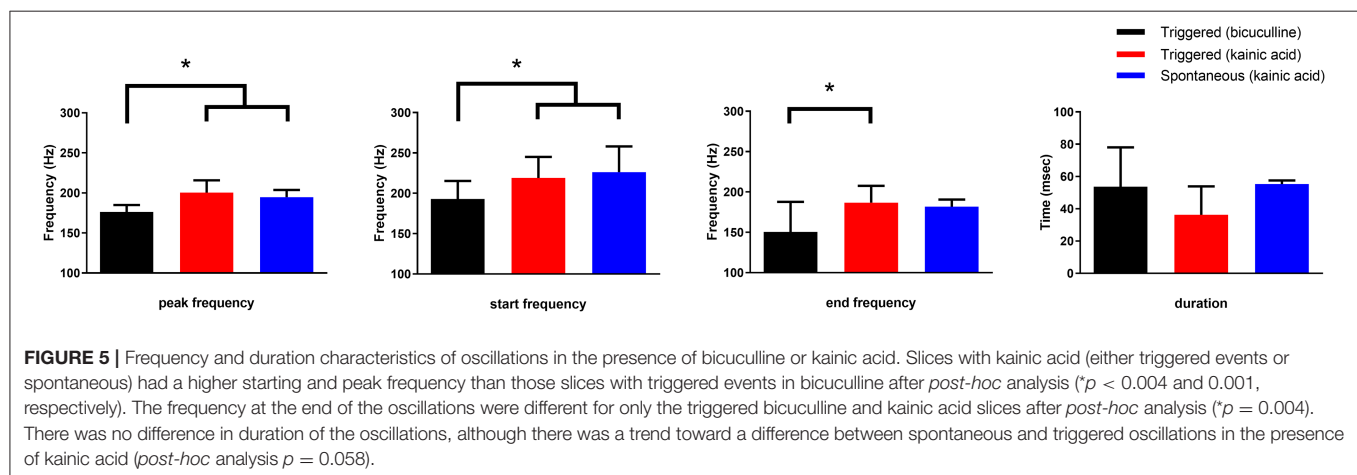 Triggered (bicuculline)
Triggered (kainic acid)
Spontaneous (kainic acid)
*
*
*
300
250
200
150
100
Frequency (Hz)
peak frequency
300
250
200
150
100
Frequency (Hz)
start frequency
300
250
200
150
100
Frequency (Hz)
end frequency
100
80
60
40
20
0
Time (msec)
duration
FIGURE 5 | Frequency and duration characteristics of oscillations in the presence of bicuculline or kainic acid. Slices with kainic acid (either triggered events or
spontaneous) had a higher starting and peak frequency than those slices with triggered events in bicuculline after post-hoc analysis (*p < 0.004 and 0.001,
respectively). The frequency at the end of the oscillations were different for only the triggered bicuculline and kainic acid slices after post-hoc analysis (*p = 0.004).
There was no difference in duration of the oscillations, although there was a trend toward a difference between spontaneous and triggered oscillations in the presence
of kainic acid (post-hoc analysis p = 0.058).